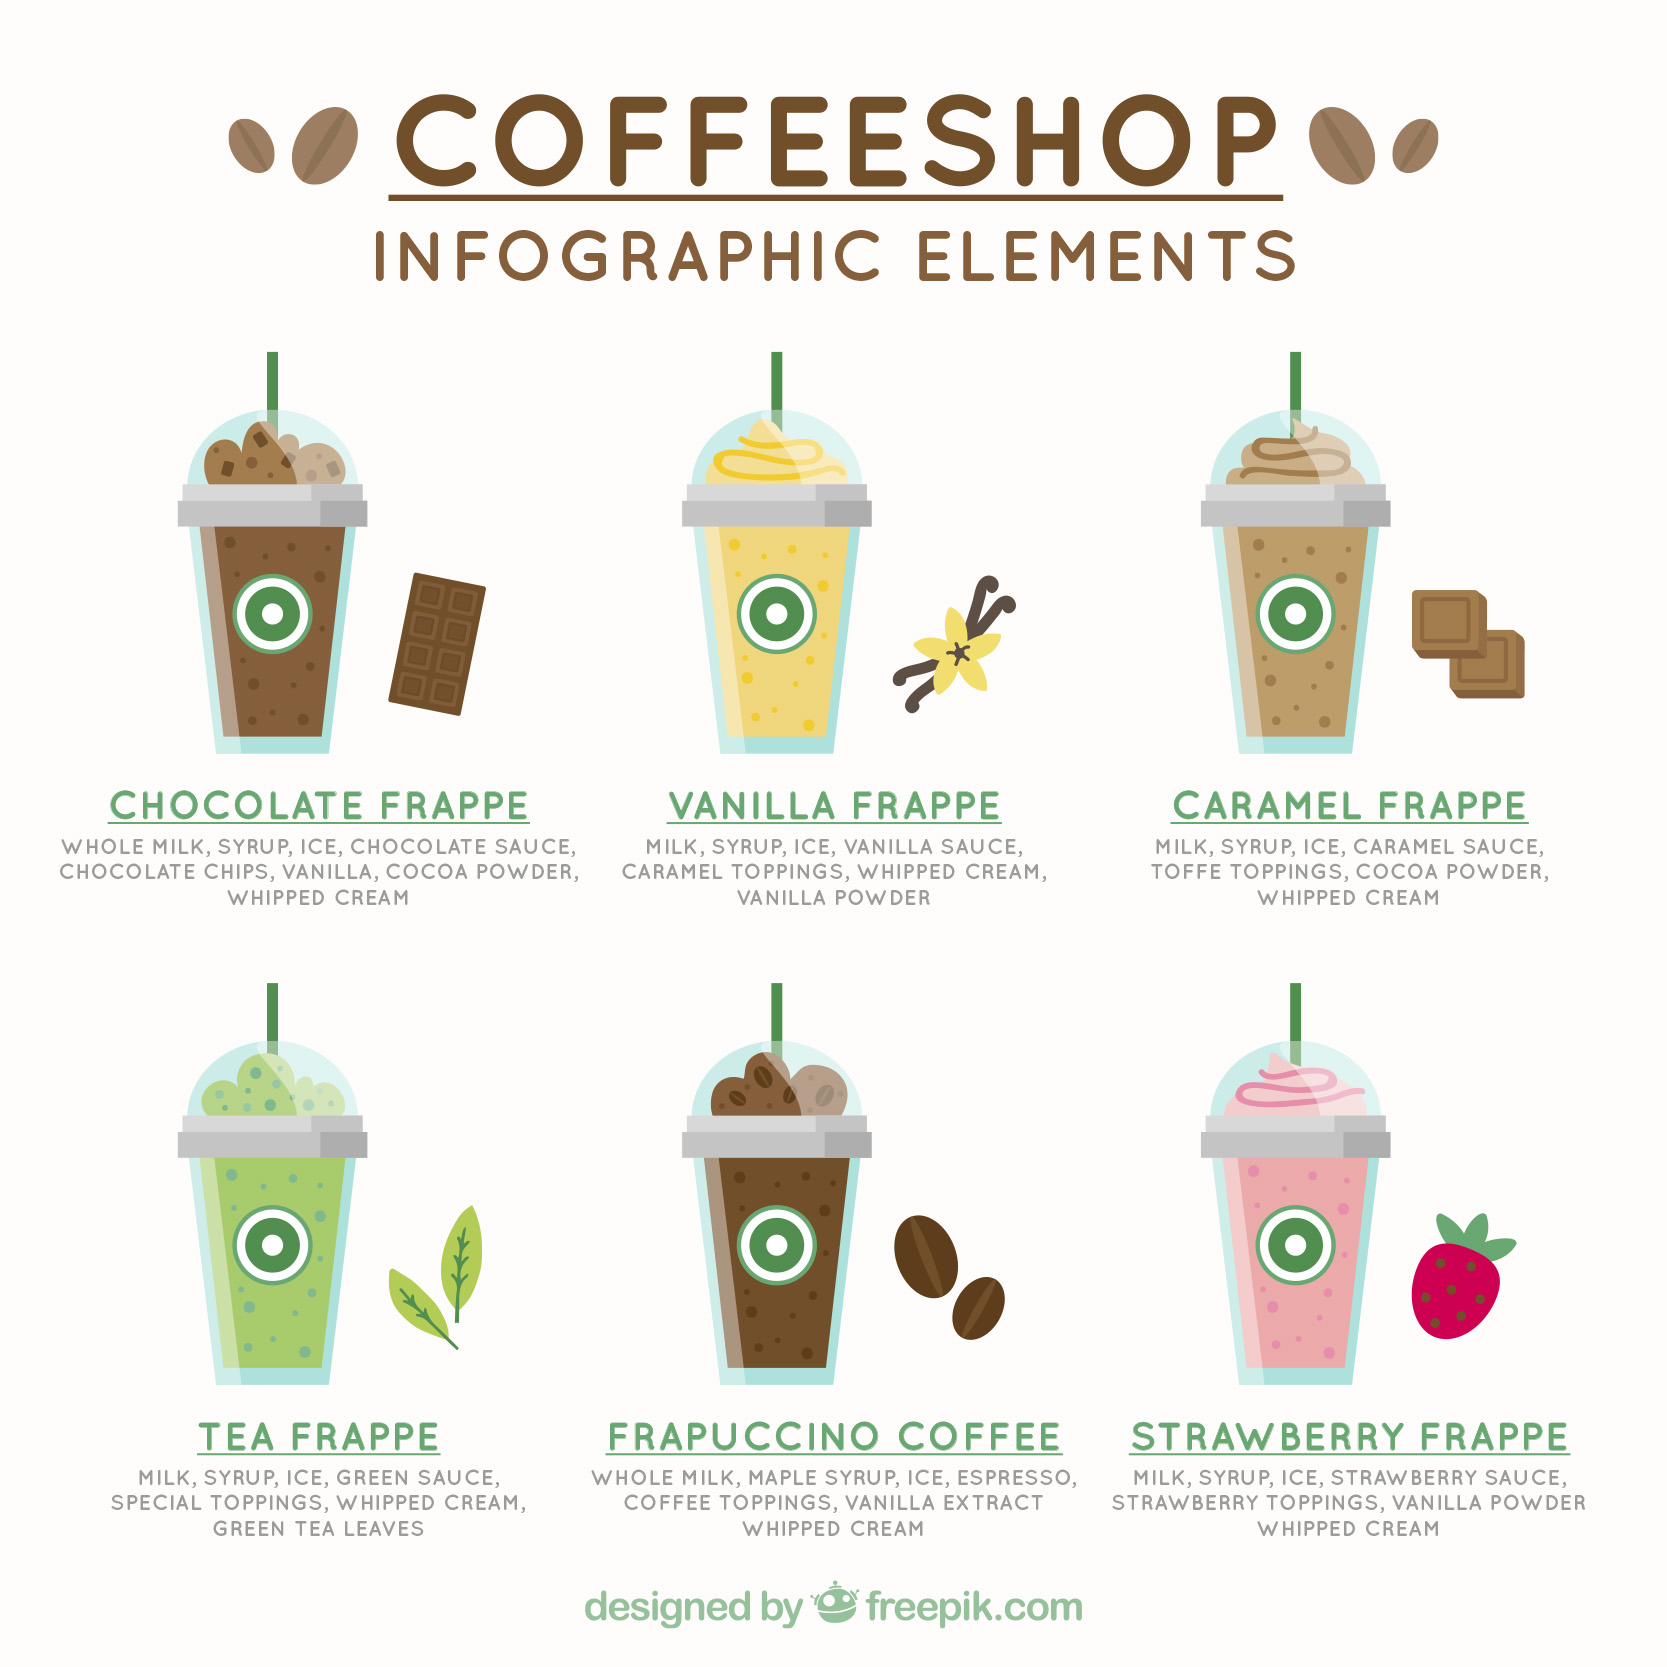 COFFEESHOP
INFOGRAPHIC ELEMENTS
CHOCOLATE FRAPPE
WHOLE MILK, SYRUP, ICE, CHOCOLATE SAUCE,
CHOCOLATE CHIPS, VANILLA, COCOA POWDER,
WHIPPED CREAM
VANILLA FRAPPE
MILK, SYRUP, ICE, VANILLA SAUCE,
CARAMEL TOPPINGS, WHIPPED CREAM,
VANILLA POWDER
CARAMEL FRAPPE
MILK, SYRUP, ICE, CARAMEL SAUCE,
TOFFE TOPPINGS, COCOA POWDER,
WHIPPED CREAM
TEA FRAPPE
MILK, SYRUP, ICE, GREEN SAUCE,
SPECIAL TOPPINGS, WHIPPED CREAM,
GREEN TEA LEAVES
FRAPUCCINO COFFEE
WHOLE MILK, MAPLE SYRUP, ICE, ESPRESSO,
COFFEE TOPPINGS, VANILLA EXTRACT
WHIPPED CREAM
STRAWBERRY FRAPPE
MILK, SYRUP, ICE, STRAWBERRY SAUCE,
STRAWBERRY TOPPINGS, VANILLA POWDER
WHIPPED CREAM
designed by freepik.com